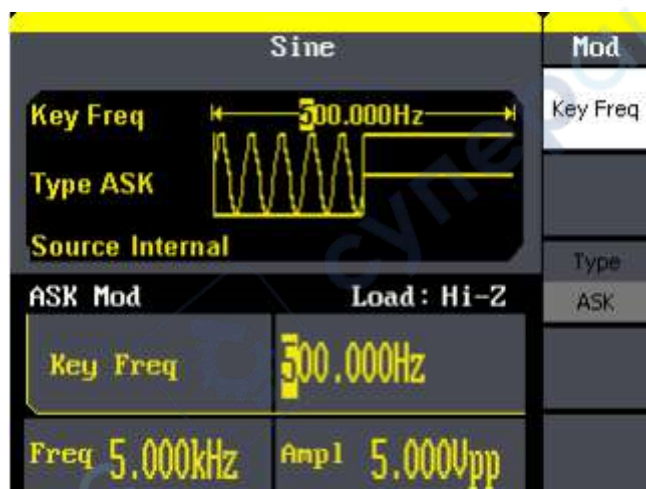 Sine
Mod
Key Freq
500.000Hz
Key Freq
Type ASK
Source Internal
Type
ASK
ASK Mod
Load: Hi-Z
Key Freq
500.000Hz
Freq 5.000kHz
Ampl 5.000Vpp